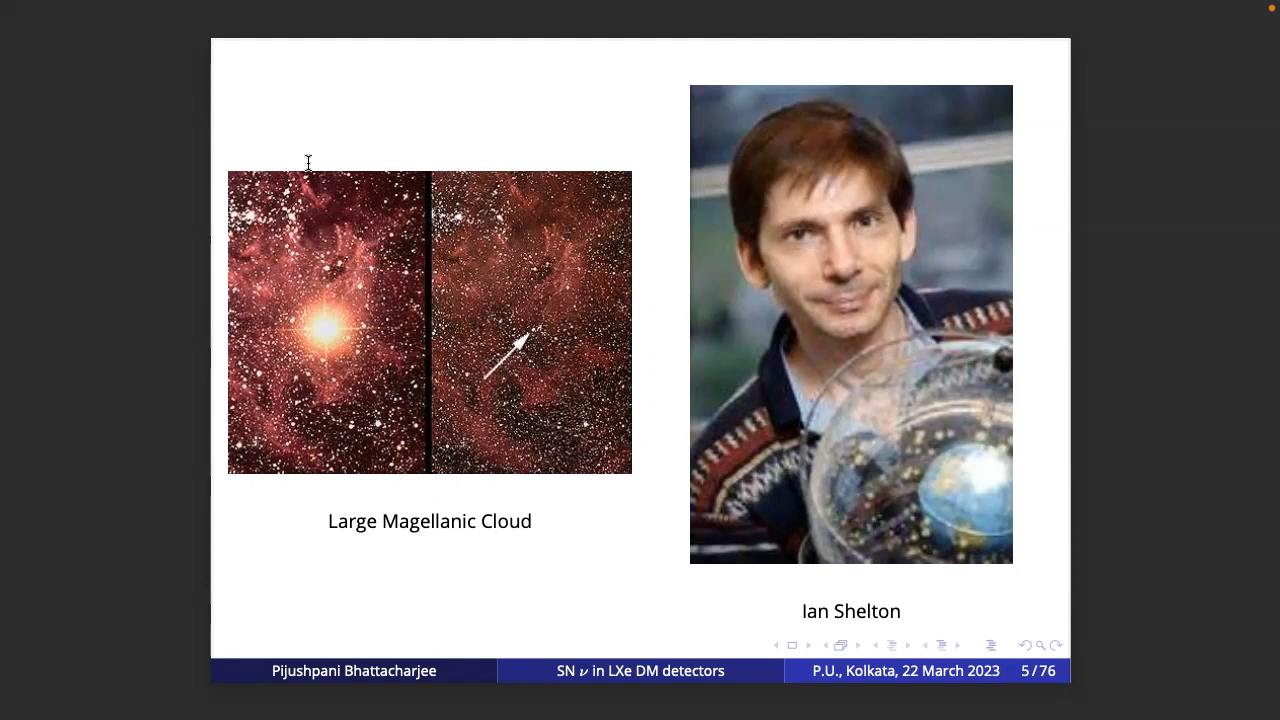 Large Magellanic Cloud
Ian Shelton
Pijushpani Bhattacharjee
SN ν in LXe DM detectors
P.U., Kolkata, 22 March 2023
5/76